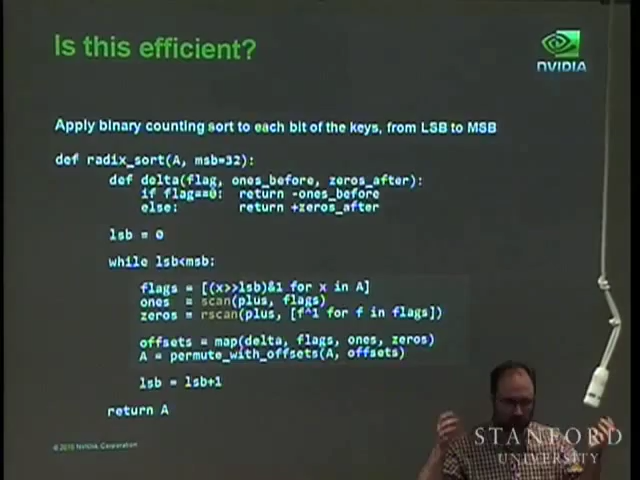 Is this efficient?
NVIDIA
Apply binary counting sort to each bit of the keys, from LSB to MSB
def radix_sort(A, msb=32):
def delta(flag, ones_before, zeros_after):
if flag==0: return -ones_before
else: return +zeros_after
lsb = 0
while lsb<msb:
flags = [(x>>lsb)&1 for x in A]
ones = scan(plus, flags)
zeros = rscan(plus, [f^1 for f in flags])
offsets = map(delta, flags, ones, zeros)
A = permute_with_offsets(A, offsets)
lsb = lsb+1
return A
© 2010 NVIDIA Corporation
STANFORD
UNIVERSITY